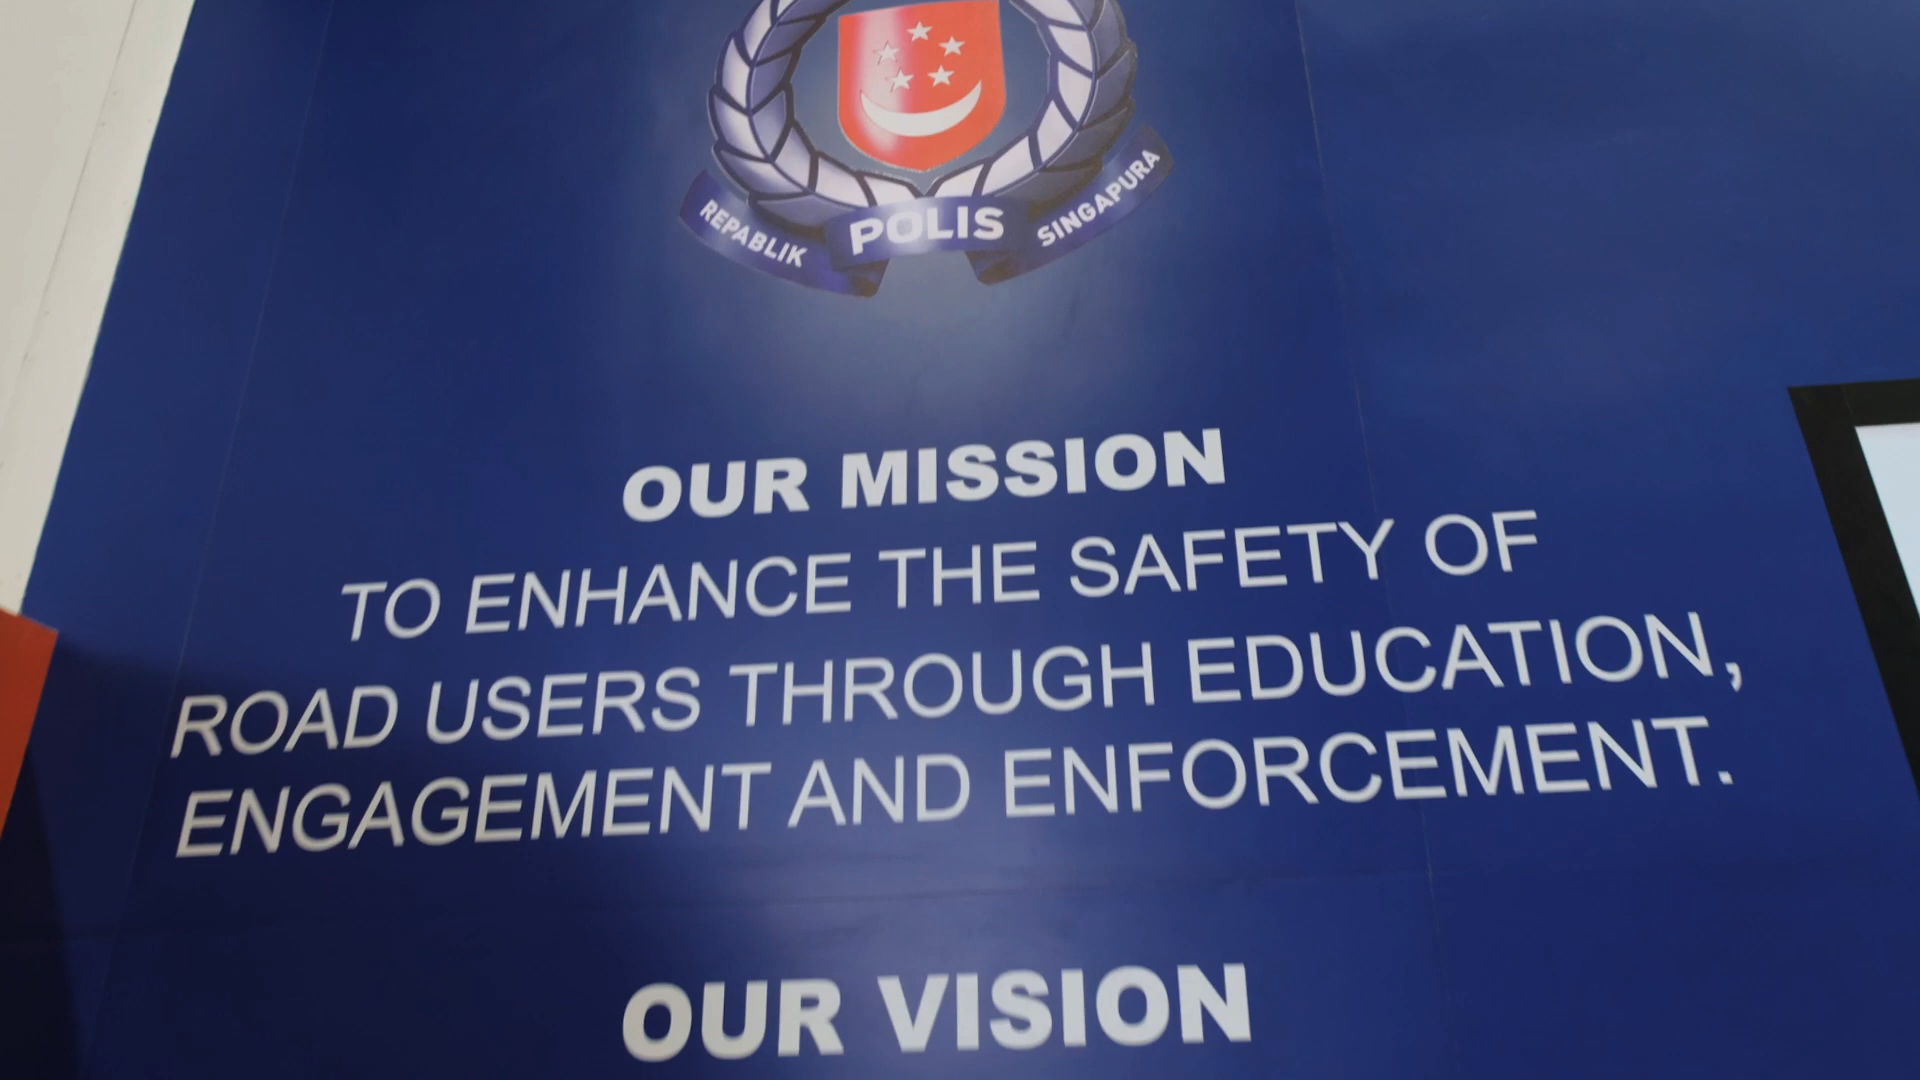 REPABLIK POLIS SINGAPURA
OUR MISSION
TO ENHANCE THE SAFETY OF
ROAD USERS THROUGH EDUCATION,
ENGAGEMENT AND ENFORCEMENT.
OUR VISION